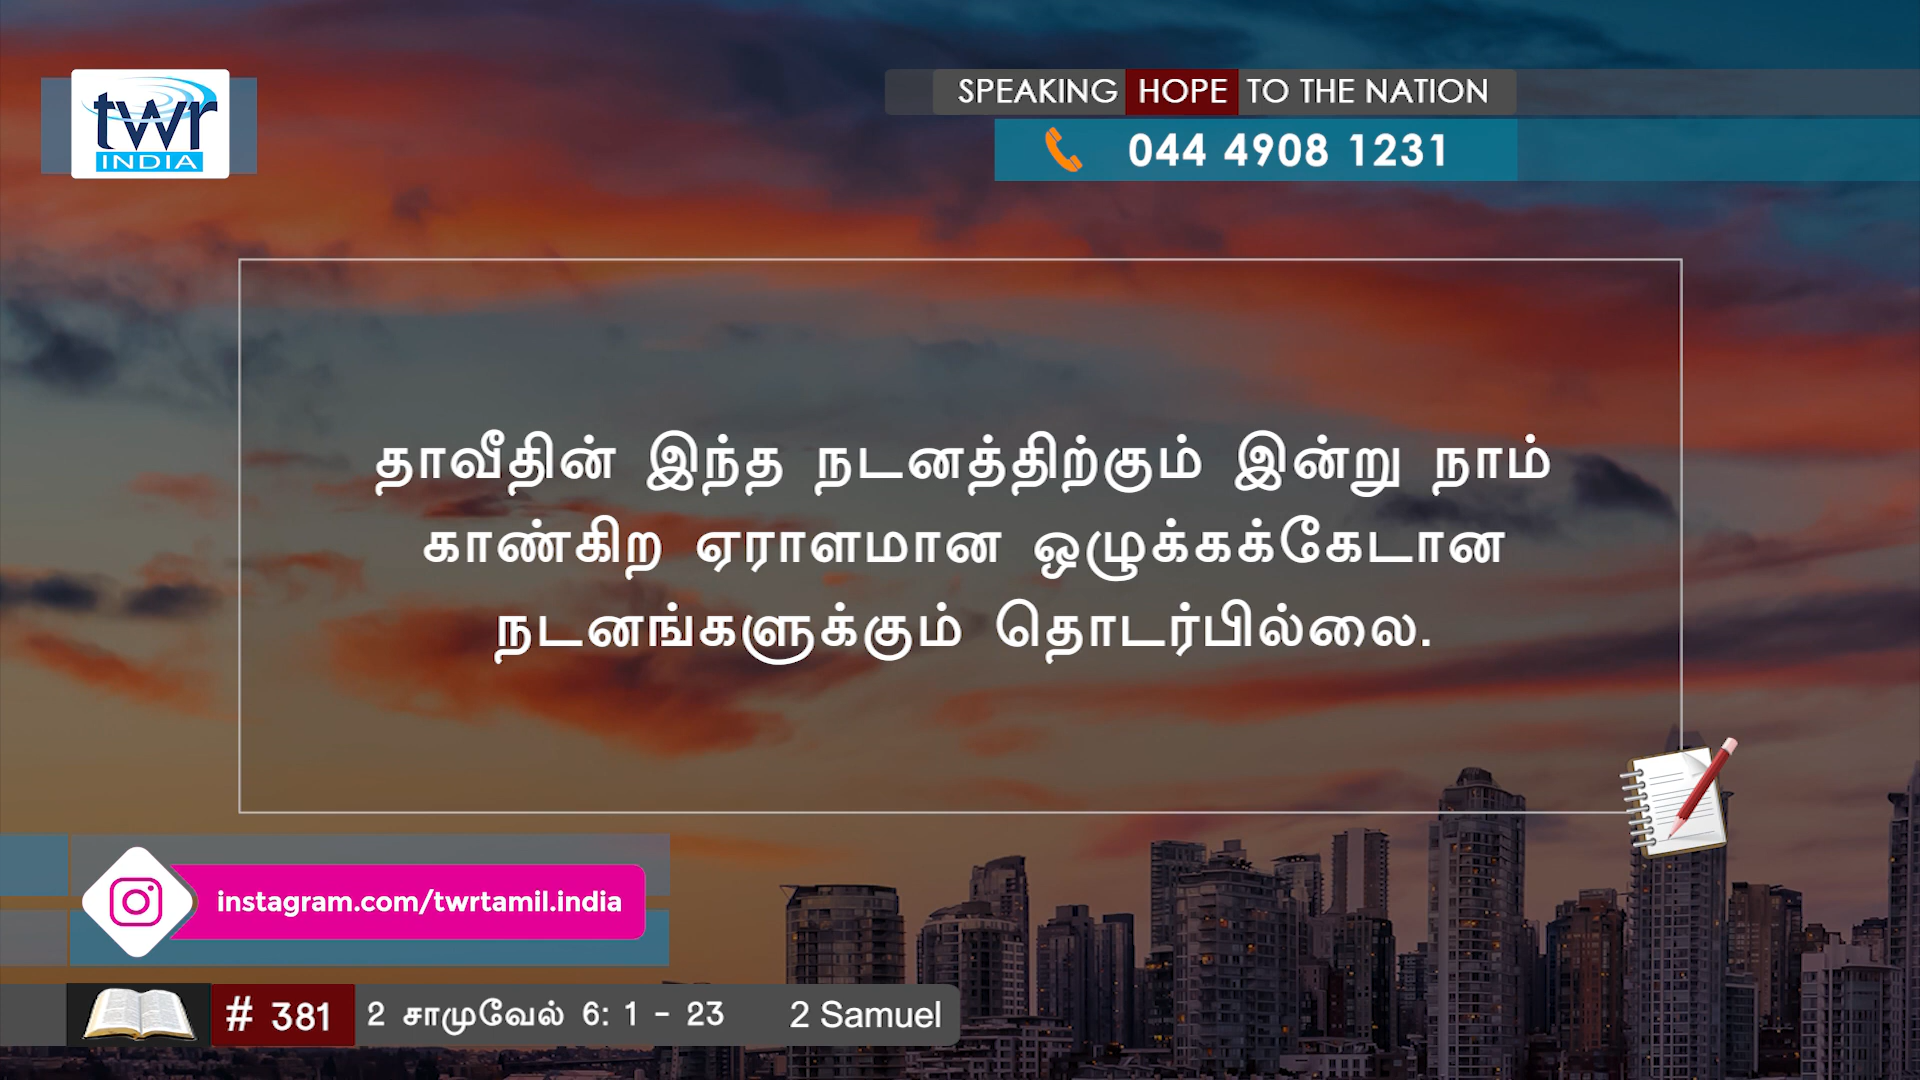 twr
INDIA
SPEAKING HOPE TO THE NATION
044 4908 1231
தாவீதின் இந்த நடனத்திற்கும் இன்று நாம்
காண்கிற ஏராளமான ஒழுக்கக்கேடான
நடனங்களுக்கும் தொடர்பில்லை.
instagram.com/twrtamil.india
# 381 2 சாமுவேல் 6: 1 - 23 2 Samuel